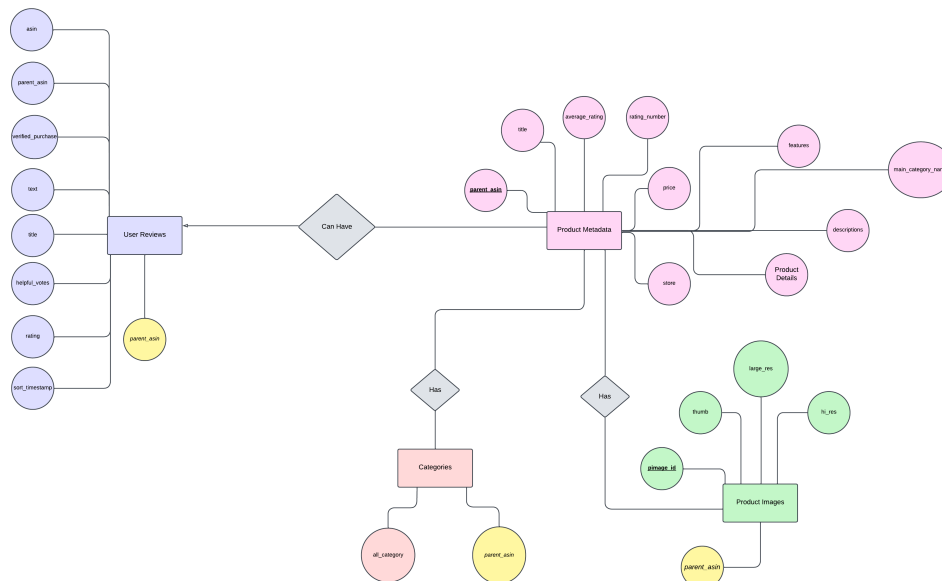 asin
parent_asin
verified_purchase
text
title
helpful_votes
rating
sort_timestamp
User Reviews
parent_asin
Can Have
title
average_rating
rating_number
parent_asin
price
features
main_category_nam
Product Metadata
descriptions
Product
Details
store
Has
Has
Categories
all_category
parent_asin
large_res
thumb
hi_res
pimage_id
Product Images
parent_asin